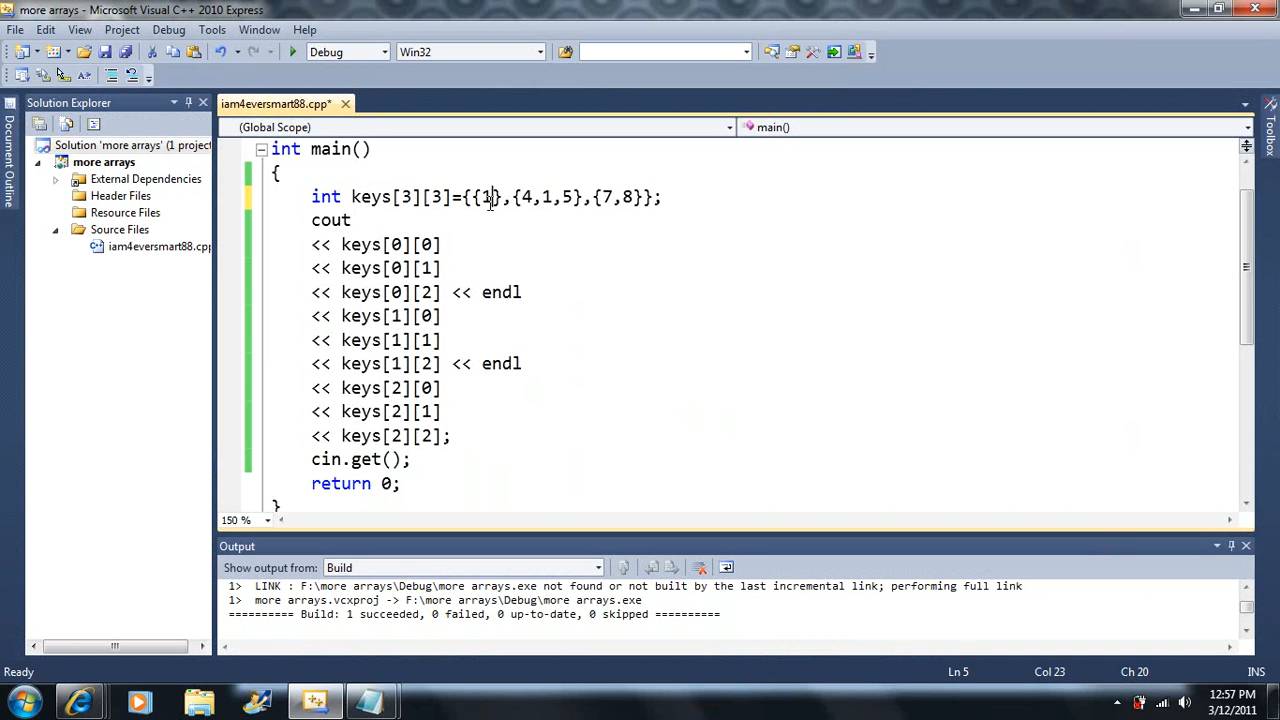 more arrays - Microsoft Visual C++ 2010 Express
File Edit View Project Debug Tools Window Help
Debug Win32
Solution Explorer
iam4eversmart88.cpp*
(Global Scope) main()
Document Outline
Toolbox
Solution 'more arrays' (1 project
more arrays
External Dependencies
Header Files
Resource Files
Source Files
iam4eversmart88.cpp
int main()
{
int keys[3][3]={{1},{4,1,5},{7,8}};
cout
<< keys[0][0]
<< keys[0][1]
<< keys[0][2] << endl
<< keys[1][0]
<< keys[1][1]
<< keys[1][2] << endl
<< keys[2][0]
<< keys[2][1]
<< keys[2][2];
cin.get();
return 0;
}
150 %
Output
Show output from: Build
1> LINK : F:\more arrays\Debug\more arrays.exe not found or not built by the last incremental link; performing full link
1> more arrays.vcxproj -> F:\more arrays\Debug\more arrays.exe
========== Build: 1 succeeded, 0 failed, 0 up-to-date, 0 skipped ==========
Ready Ln 5 Col 23 Ch 20 INS
12:57 PM
3/12/2011